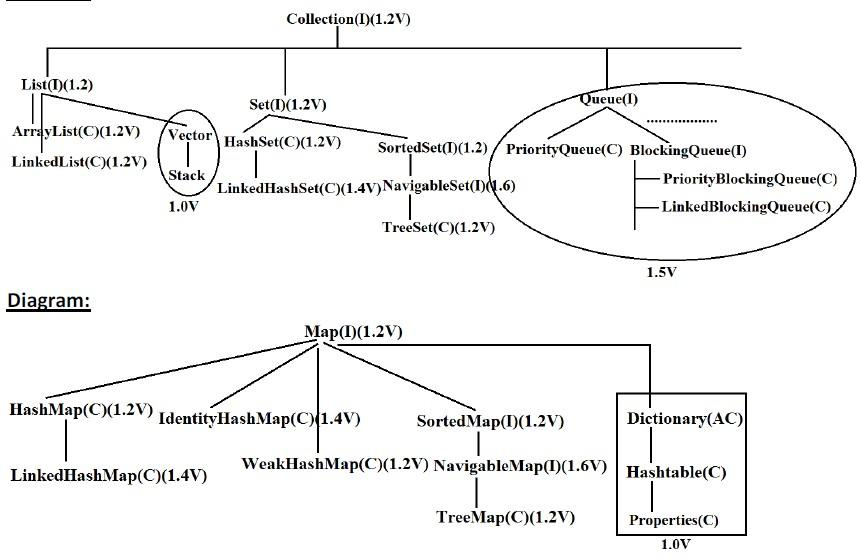 Collection(I)(1.2V)
List(I)(1.2)
Set(I)(1.2V)
Queue(I)
..................
ArrayList(C)(1.2V)
Vector
HashSet(C)(1.2V)
SortedSet(I)(1.2)
PriorityQueue(C)
BlockingQueue(I)
LinkedList(C)(1.2V)
Stack
LinkedHashSet(C)(1.4V)
NavigableSet(I)(1.6)
PriorityBlockingQueue(C)
1.0V
LinkedBlockingQueue(C)
TreeSet(C)(1.2V)
1.5V
Diagram:
Map(I)(1.2V)
HashMap(C)(1.2V)
IdentityHashMap(C)(1.4V)
SortedMap(I)(1.2V)
Dictionary(AC)
LinkedHashMap(C)(1.4V)
WeakHashMap(C)(1.2V)
NavigableMap(I)(1.6V)
Hashtable(C)
TreeMap(C)(1.2V)
Properties(C)
1.0V